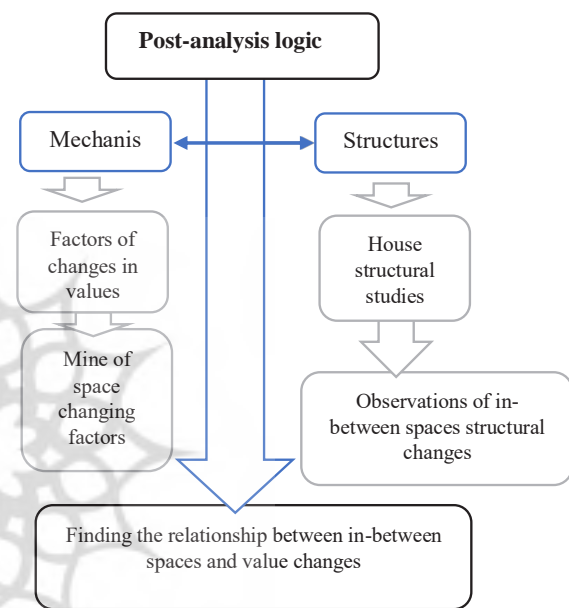 Post-analysis logic
Mechanis
Structures
Factors of
changes in
values
House
structural
studies
Mine of
space
changing
factors
Observations of in-
between spaces structural
changes
Finding the relationship between in-between
spaces and value changes